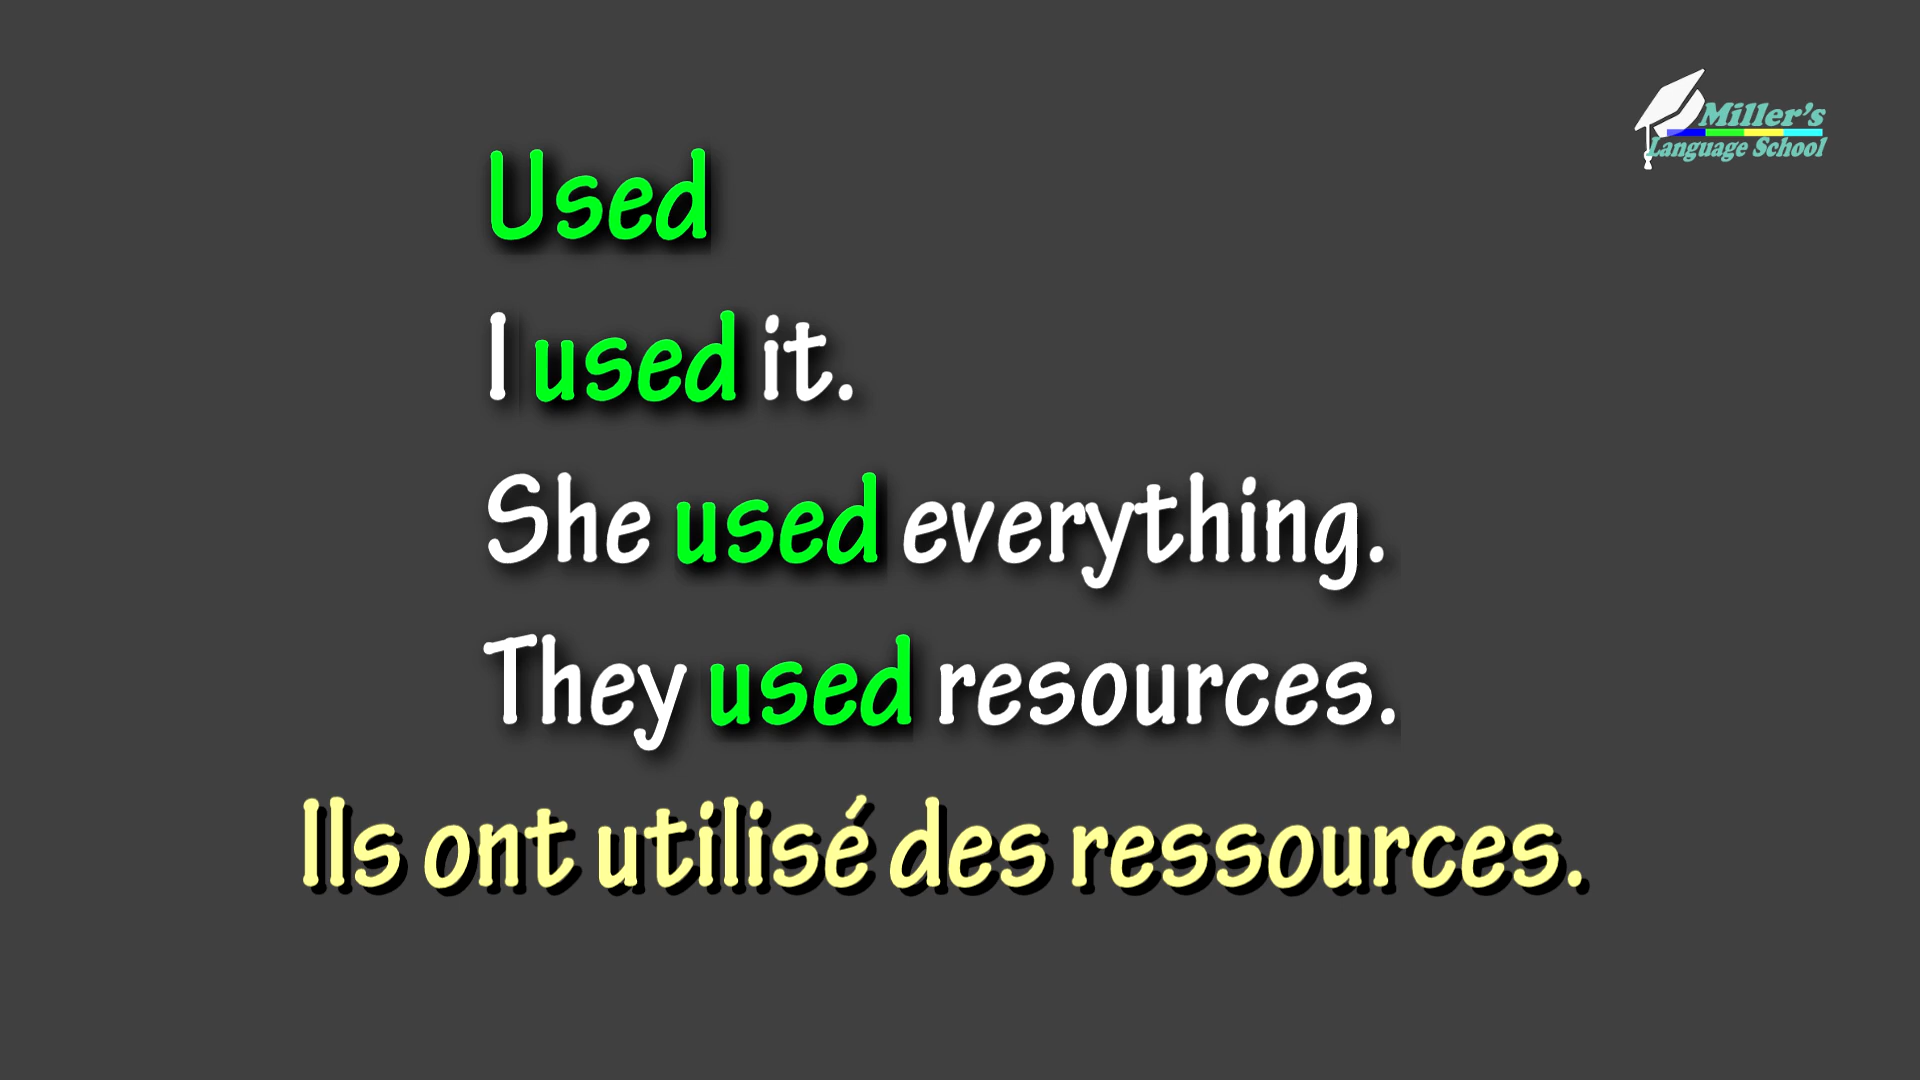 Miller's
Language School
Used
I used it.
She used everything.
They used resources.
Ils ont utilisé des ressources.